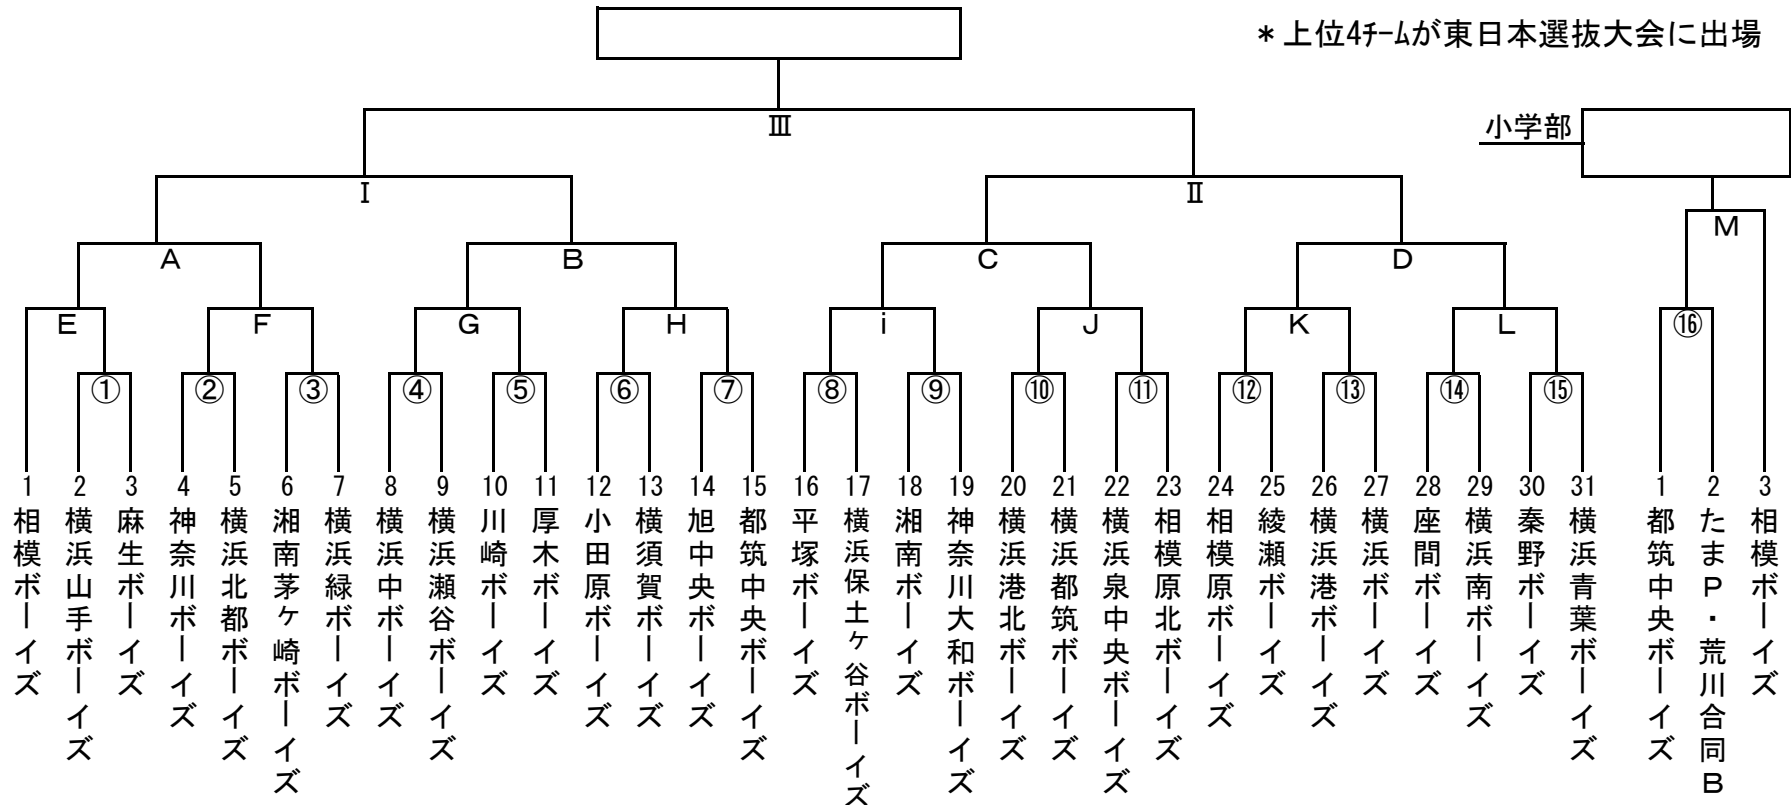 ＊上位4ﾁｰﾑが東日本選抜大会に出場
Ⅲ
小学部
Ⅰ
Ⅱ
M
A
B
C
D
E
F
G
H
i
J
K
L
⑯
①
②
③
④
⑤
⑥
⑦
⑧
⑨
⑩
⑪
⑫
⑬
⑭
⑮
1 相模ボーイズ
2 横浜山手ボーイズ
3 麻生ボーイズ
4 神奈川ボーイズ
5 横浜北都ボーイズ
6 湘南茅ケ崎ボーイズ
7 横浜緑ボーイズ
8 横浜中ボーイズ
9 横浜瀬谷ボーイズ
10 川崎ボーイズ
11 厚木ボーイズ
12 小田原ボーイズ
13 横須賀ボーイズ
14 旭中央ボーイズ
15 都筑中央ボーイズ
16 平塚ボーイズ
17 横浜保土ヶ谷ボーイズ
18 湘南ボーイズ
19 神奈川大和ボーイズ
20 横浜港北ボーイズ
21 横浜都筑ボーイズ
22 横浜泉中央ボーイズ
23 相模原北ボーイズ
24 相模原ボーイズ
25 綾瀬ボーイズ
26 横浜港ボーイズ
27 横浜ボーイズ
28 座間ボーイズ
29 横浜南ボーイズ
30 秦野ボーイズ
31 横浜青葉ボーイズ
1 都筑中央ボーイズ
2 たまP・荒川合同B
3 相模ボーイズ